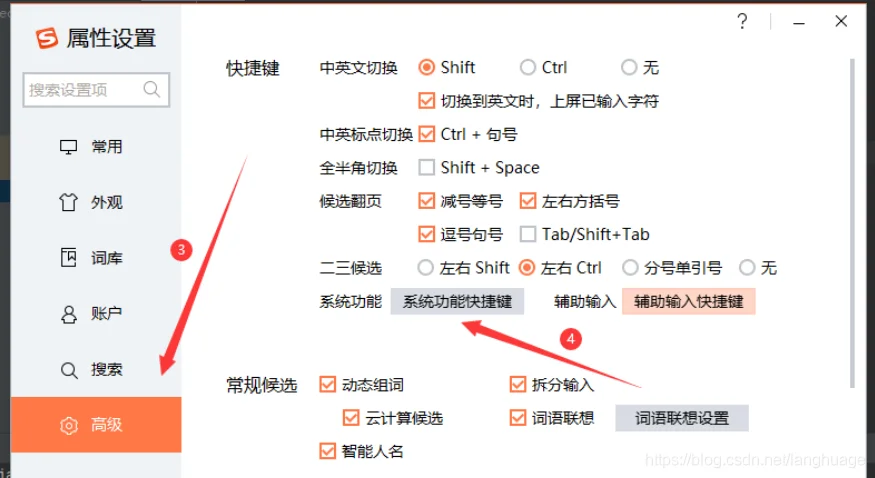 属性设置
搜索设置项
常用
外观
词库
账户
搜索
高级
快捷键
中英文切换 Shift Ctrl 无
切换到英文时，上屏已输入字符
中英标点切换 Ctrl + 句号
全半角切换 Shift + Space
候选翻页 减号等号 左右方括号
逗号句号 Tab/Shift+Tab
二三候选 左右 Shift 左右 Ctrl 分号单引号 无
系统功能 系统功能快捷键 辅助输入 辅助输入快捷键
3
4
常规候选 动态组词 拆分输入
云计算候选 词语联想 词语联想设置
智能人名
https://blog.csdn.net/langhuage